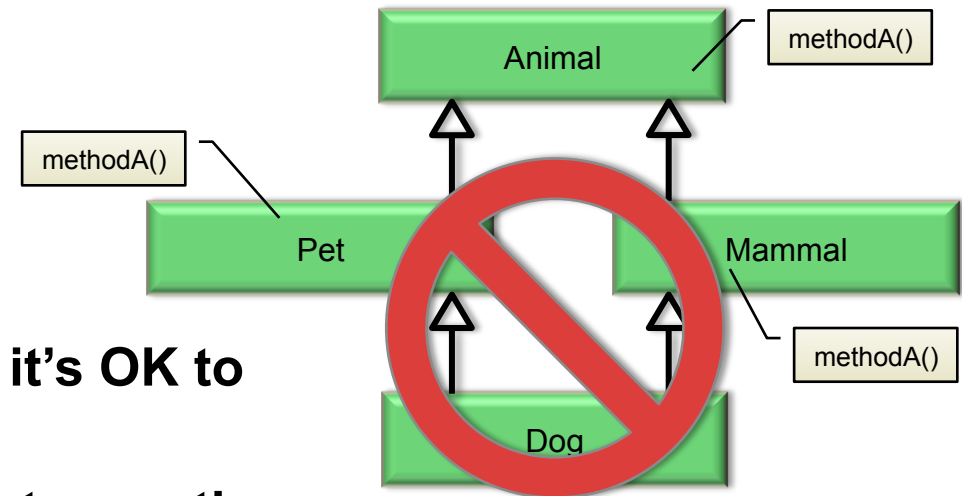 methodA()
Animal
methodA()
Pet
Mammal
methodA()
it’s OK to
Dog